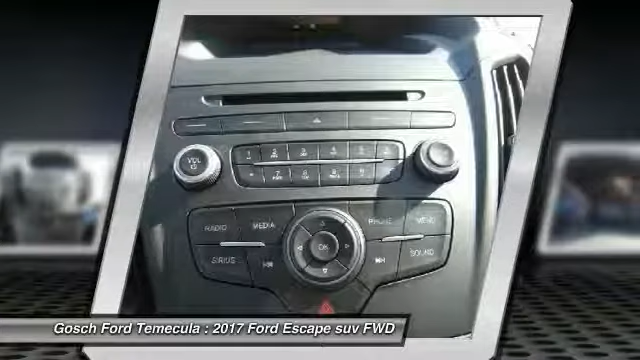 VOL
RADIO MEDIA PHONE MENU
OK
SIRIUS SOUND
Gosch Ford Temecula : 2017 Ford Escape suv FWD